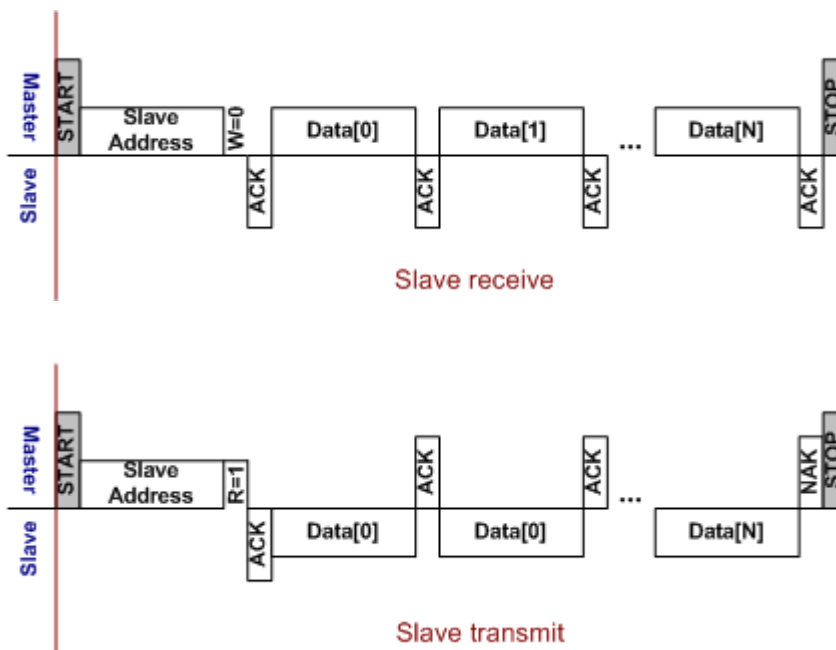 Master
START
Slave
Address
W=0
ACK
Data[0]
ACK
Data[1]
ACK
...
Data[N]
ACK
STOP
Slave
Slave receive
Master
START
Slave
Address
R=1
ACK
Data[0]
ACK
Data[0]
ACK
...
Data[N]
NAK
STOP
Slave
Slave transmit